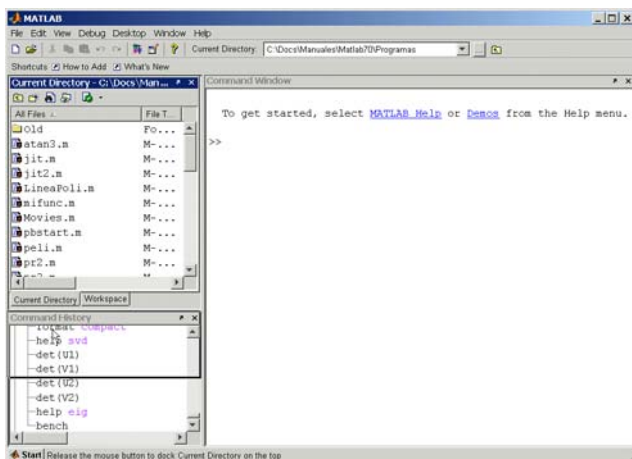 MATLAB
File Edit View Debug Desktop Window Help
Current Directory: C:\Docs\Manuales\Matlab70\Programas
Shortcuts How to Add What's New
Current Directory - C:\Docs\Man...
All Files File T...
Old Fo...
atan3.m M-...
jit.m M-...
jit2.m M-...
LineaPoli.m M-...
mifunc.m M-...
Movies.m M-...
pbstart.m M-...
peli.m M-...
pr2.m M-...
Current Directory Workspace
Command History
format compact
help svd
det(U1)
det(V1)
det(U2)
det(V2)
help eig
bench
Command Window
To get started, select MATLAB Help or Demos from the Help menu.
>>
Start Release the mouse button to dock Current Directory on the top